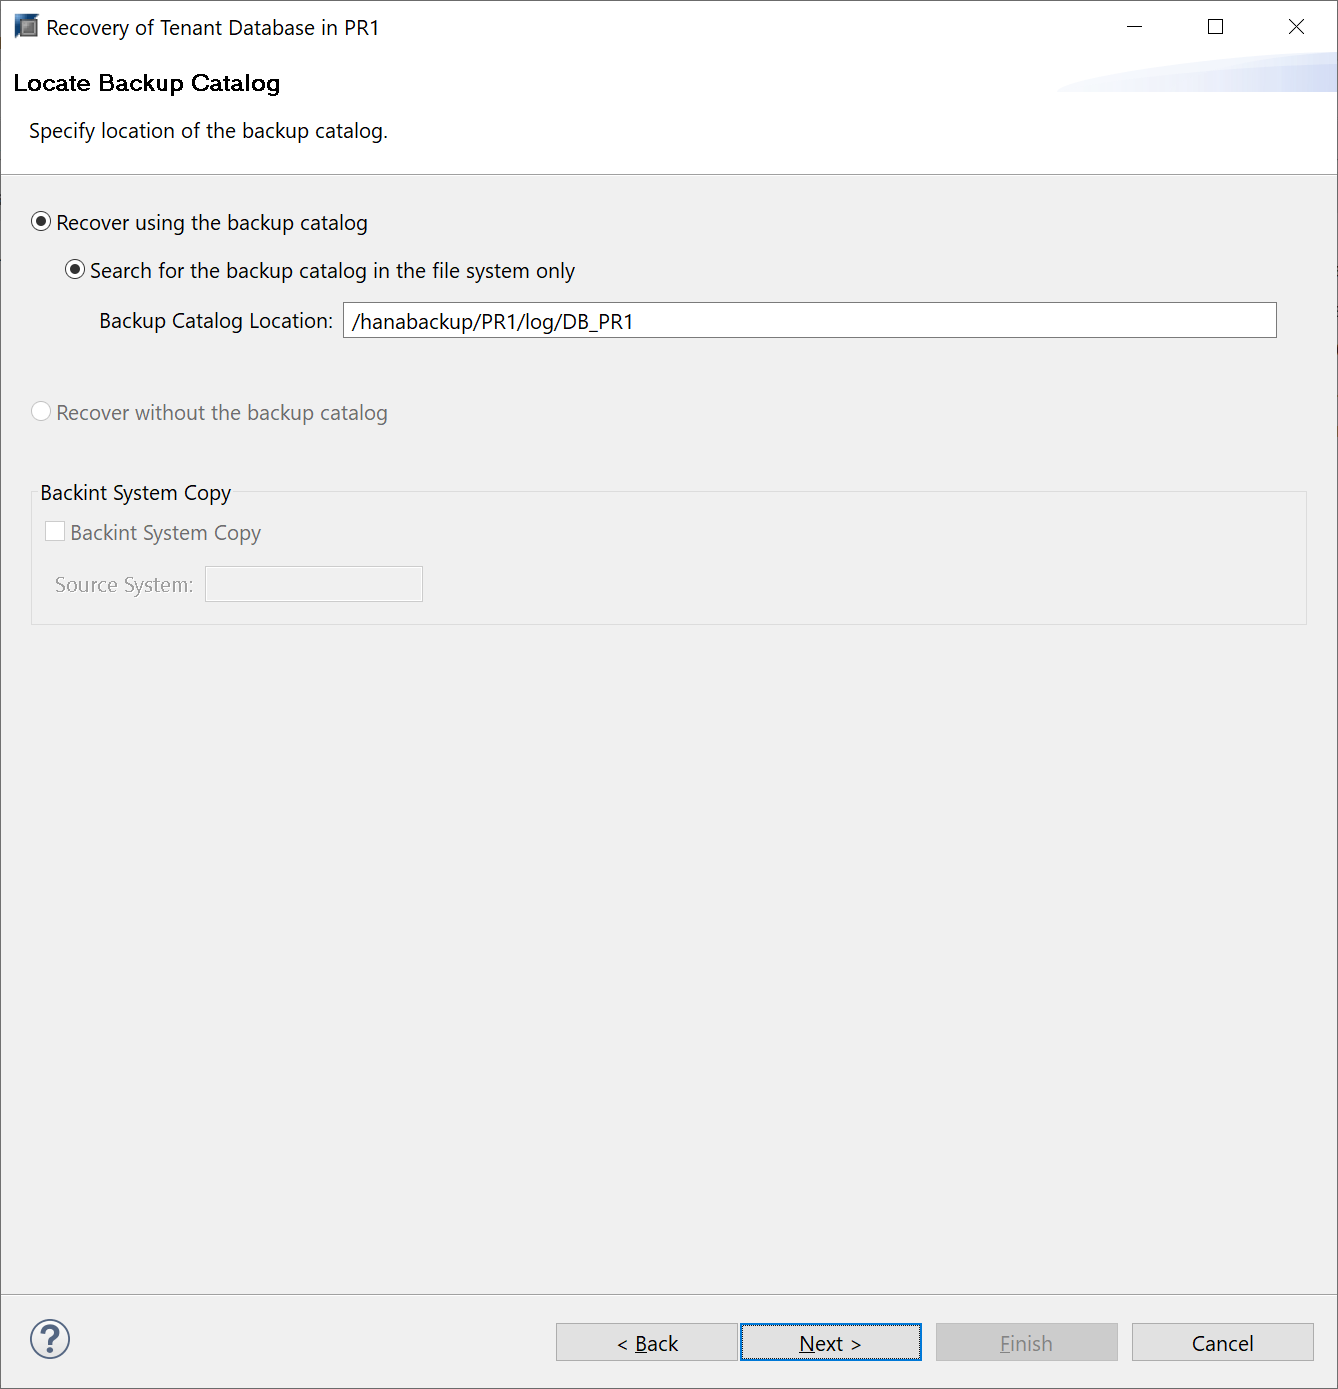 Recovery of Tenant Database in PR1
Locate Backup Catalog
Specify location of the backup catalog.
Recover using the backup catalog
Search for the backup catalog in the file system only
Backup Catalog Location: /hanabackup/PR1/log/DB_PR1
Recover without the backup catalog
Backint System Copy
Backint System Copy
Source System:
? < Back Next > Finish Cancel